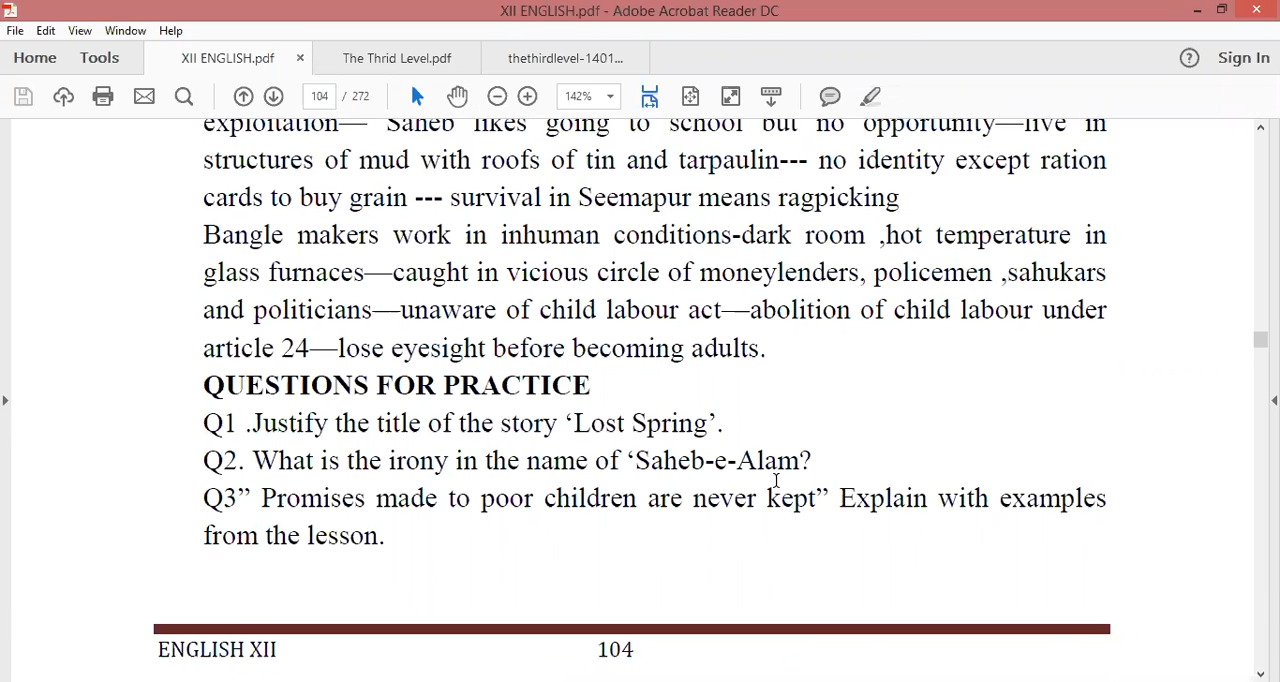 XII ENGLISH.pdf - Adobe Acrobat Reader DC
File Edit View Window Help
Home Tools XII ENGLISH.pdf × The Thrid Level.pdf thethirdlevel-1401... Sign In
104 / 272 142%
exploitation— Saheb likes going to school but no opportunity—live in
structures of mud with roofs of tin and tarpaulin--- no identity except ration
cards to buy grain --- survival in Seemapur means ragpicking
Bangle makers work in inhuman conditions-dark room ,hot temperature in
glass furnaces—caught in vicious circle of moneylenders, policemen ,sahukars
and politicians—unaware of child labour act—abolition of child labour under
article 24—lose eyesight before becoming adults.
QUESTIONS FOR PRACTICE
Q1 .Justify the title of the story ‘Lost Spring’.
Q2. What is the irony in the name of ‘Saheb-e-Alam?
Q3” Promises made to poor children are never kept” Explain with examples
from the lesson.
ENGLISH XII 104